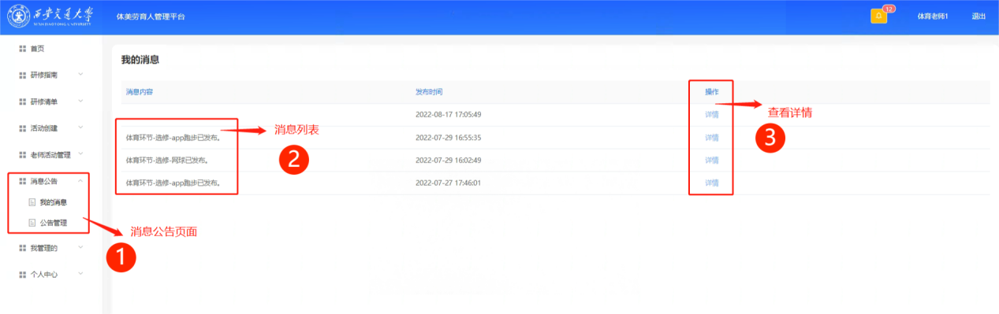 西安交通大学
XI'AN JIAOTONG UNIVERSITY
体美劳育人管理平台
12
体育老师1
退出
首页
研修指南
研修清单
活动创建
老师活动管理
消息公告
我的消息
公告管理
我管理的
个人中心
我的消息
消息内容 发布时间 操作
2022-08-17 17:05:49 详情
体育环节-选修-app跑步已发布。 2022-07-29 16:55:35 详情
体育环节-选修-网球已发布。 2022-07-29 16:02:49 详情
体育环节-选修-app跑步已发布。 2022-07-27 17:46:01 详情
消息公告页面
1
消息列表
2
查看详情
3